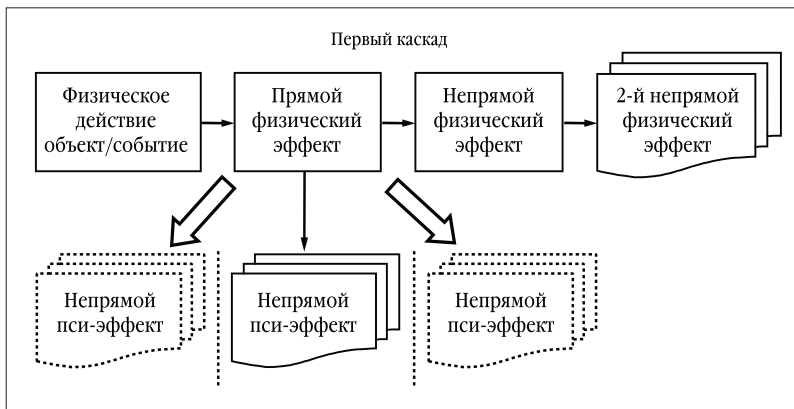 Первый каскад
Физическое
действие
объект/событие
Прямой
физический
эффект
Непрямой
физический
эффект
2-й непрямой
физический
эффект
Непрямой
пси-эффект
Непрямой
пси-эффект
Непрямой
пси-эффект